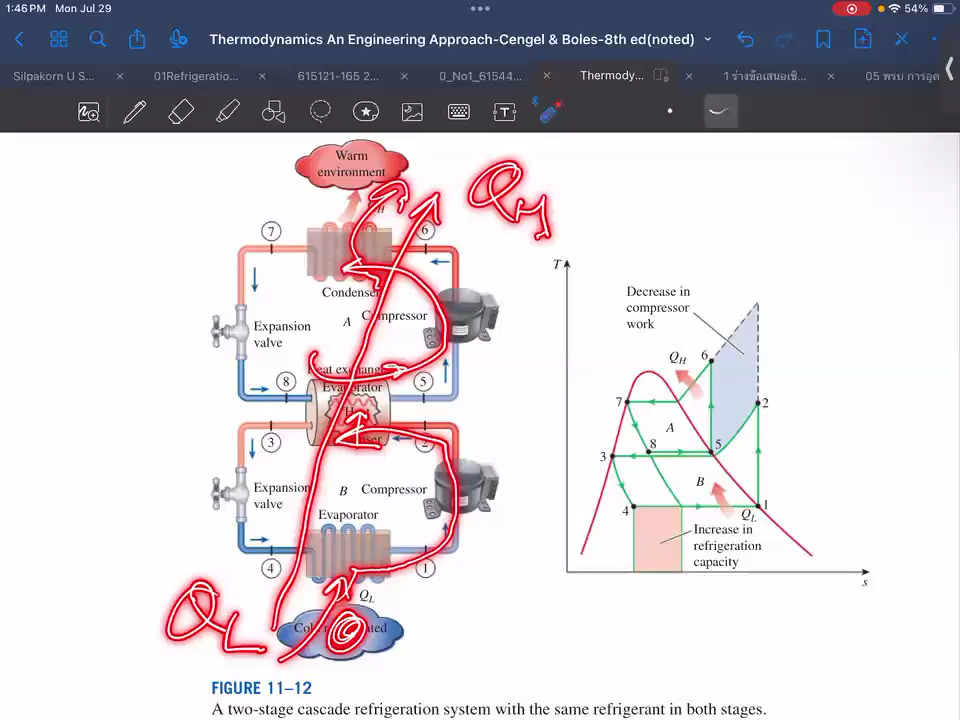 1:46 PM Mon Jul 29
54%
Thermodynamics An Engineering Approach-Cengel & Boles-8th ed(noted)
Silpakorn U S...
01Refrigeratio...
615121-165 2...
0_No1_61544...
Thermody...
1 ร่างข้อเสนอเชิ...
05 พรบ การอุด
T
Warm
environment
QH
H
7
6
Condenser
Expansion
valve
A
Compressor
Heat exchanger
8
Evaporator
5
3
2
Expansion
valve
B
Compressor
Evaporator
4
1
QL
QL
T
Decrease in
compressor
work
QH
6
7
2
A
8
5
3
B
4
1
QL
Increase in
refrigeration
capacity
s
FIGURE 11–12
A two-stage cascade refrigeration system with the same refrigerant in both stages.